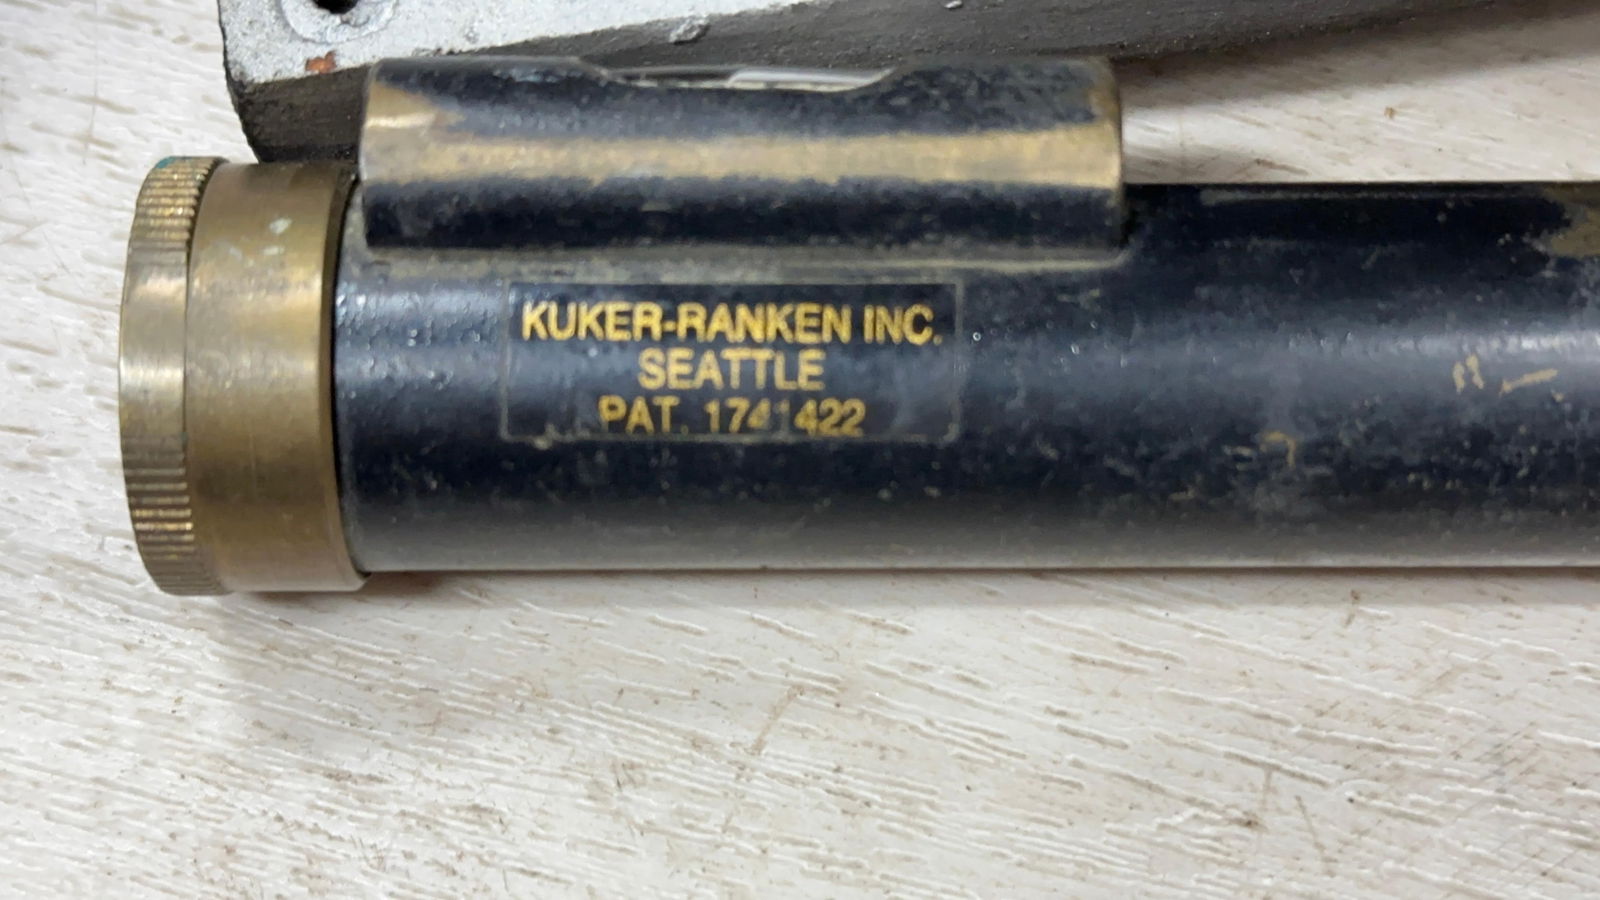 KUKER-RANKEN INC.
SEATTLE
PAT. 1741422